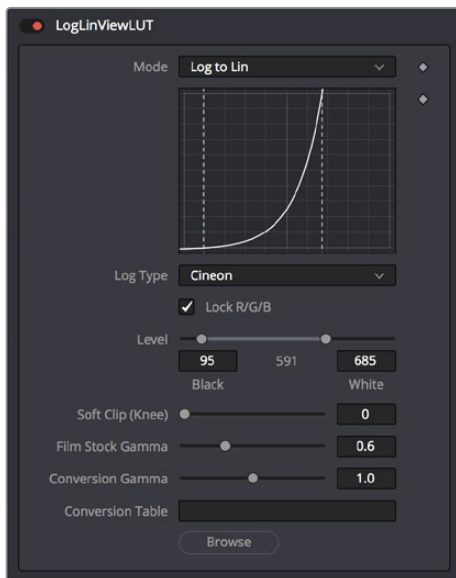 LogLinViewLUT
Mode Log to Lin
Log Type Cineon
Lock R/G/B
Level
95 591 685
Black White
Soft Clip (Knee) 0
Film Stock Gamma 0.6
Conversion Gamma 1.0
Conversion Table
Browse